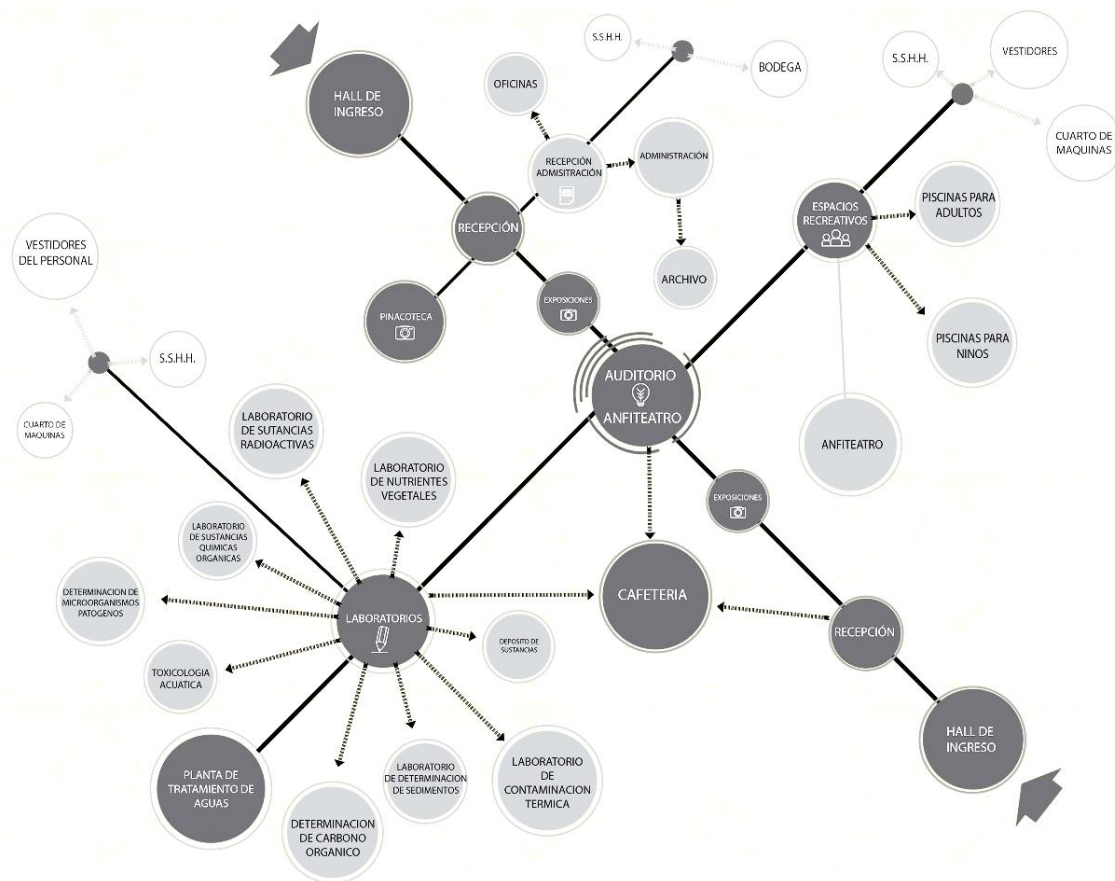 S.S.H.H.
BODEGA
S.S.H.H.
VESTIDORES
CUARTO DE
MAQUINAS
HALL DE
INGRESO
OFICINAS
RECEPCIÓN
ADMISITRACIÓN
ADMINISTRACIÓN
ARCHIVO
RECEPCIÓN
ESPACIOS
RECREATIVOS
PISCINAS PARA
ADULTOS
PISCINAS PARA
NINOS
ANFITEATRO
VESTIDORES
DEL PERSONAL
S.S.H.H.
CUARTO DE
MAQUINAS
PINACOTECA
EXPOSICIONES
AUDITORIO
ANFITEATRO
EXPOSICIONES
LABORATORIO
DE SUTANCIAS
RADIOACTIVAS
LABORATORIO
DE NUTRIENTES
VEGETALES
LABORATORIO
DE SUSTANCIAS
QUIMICAS
ORGANICAS
DETERMINACION DE
MICROORGANISMOS
PATOGENOS
LABORATORIOS
CAFETERIA
DEPOSITO DE
SUSTANCIAS
TOXICOLOGIA
ACUATICA
RECEPCIÓN
HALL DE
INGRESO
PLANTA DE
TRATAMIENTO DE
AGUAS
DETERMINACION
DE CARBONO
ORGANICO
LABORATORIO
DE DETERMINACION
DE SEDIMENTOS
LABORATORIO
DE
CONTAMINACION
TERMICA